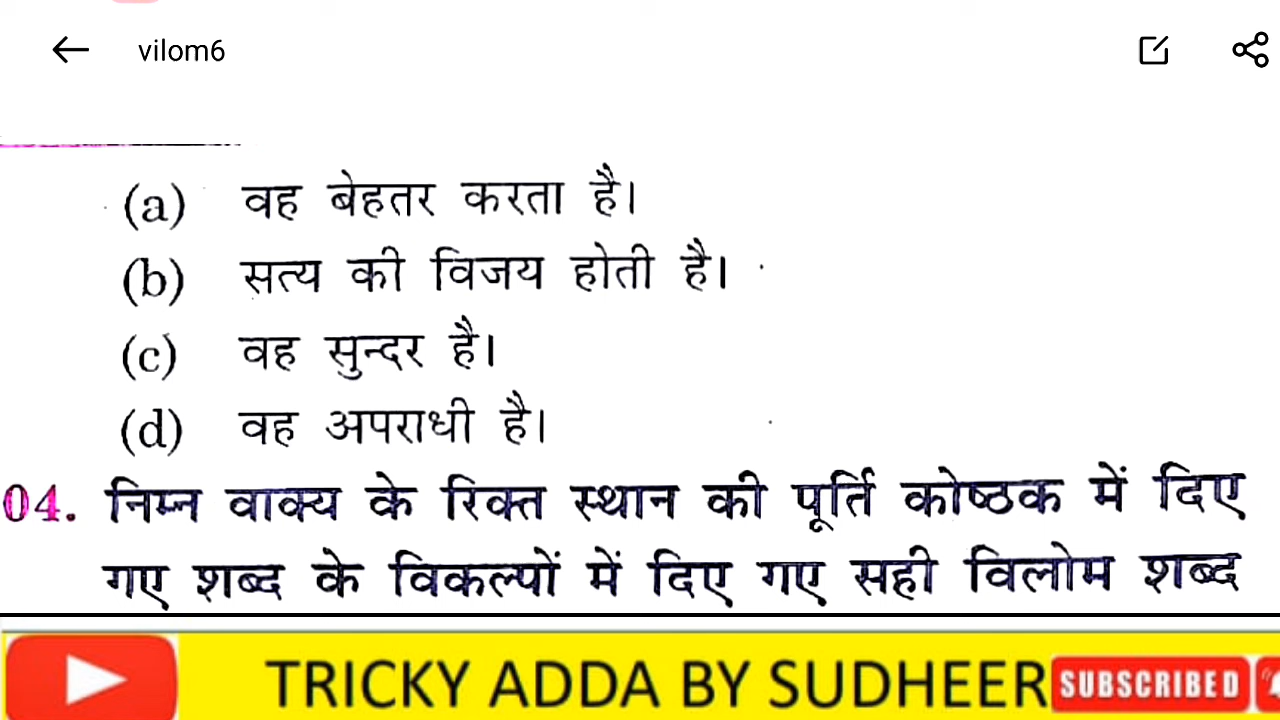 vilom6
(a) वह बेहतर करता है।
(b) सत्य की विजय होती है।
(c) वह सुन्दर है।
(d) वह अपराधी है।
04. निम्न वाक्य के रिक्त स्थान की पूर्ति कोष्ठक में दिए
गए शब्द के विकल्पों में दिए गए सही विलोम शब्द
TRICKY ADDA BY SUDHEER SUBSCRIBED